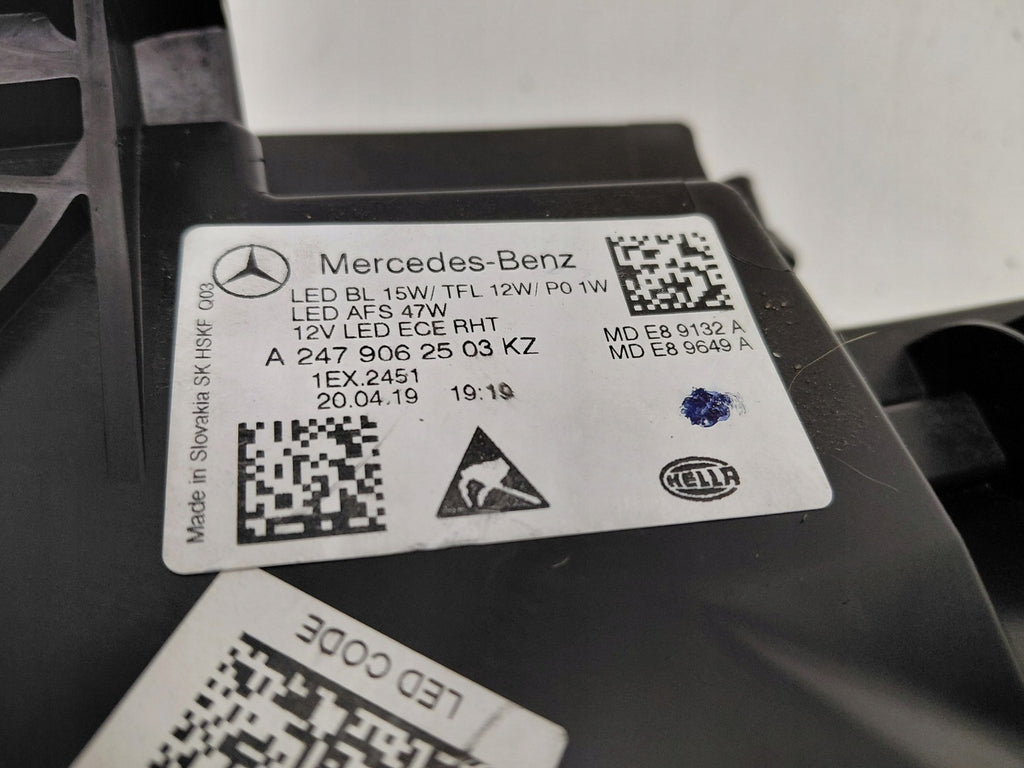 Mercedes-Benz
LED BL 15W/ TFL 12W/ PO 1W
LED AFS 47W
12V LED ECE RHT
A 247 906 25 03 KZ
1EX.2451
20.04.19 19:19
MD E8 9132 A
MD E8 9649 A
Made in Slovakia SK HSKF Q03
HELLA
LED CODE